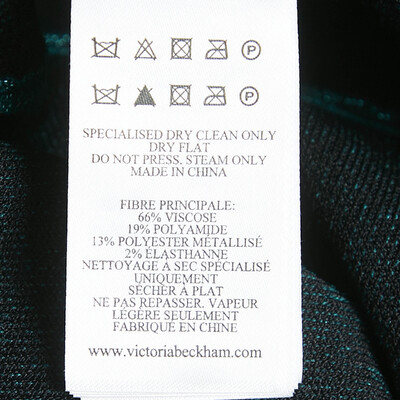 P
P
SPECIALISED DRY CLEAN ONLY
DRY FLAT
DO NOT PRESS. STEAM ONLY
MADE IN CHINA
FIBRE PRINCIPALE:
66% VISCOSE
19% POLYAMIDE
13% POLYESTER MÉTALLISÉ
2% ÉLASTHANNE
NETTOYAGE À SEC SPÉCIALISÉ
UNIQUEMENT
SÉCHER À PLAT
NE PAS REPASSER. VAPEUR
LÉGÈRE SEULEMENT
FABRIQUÉ EN CHINE
www.victoriabeckham.com